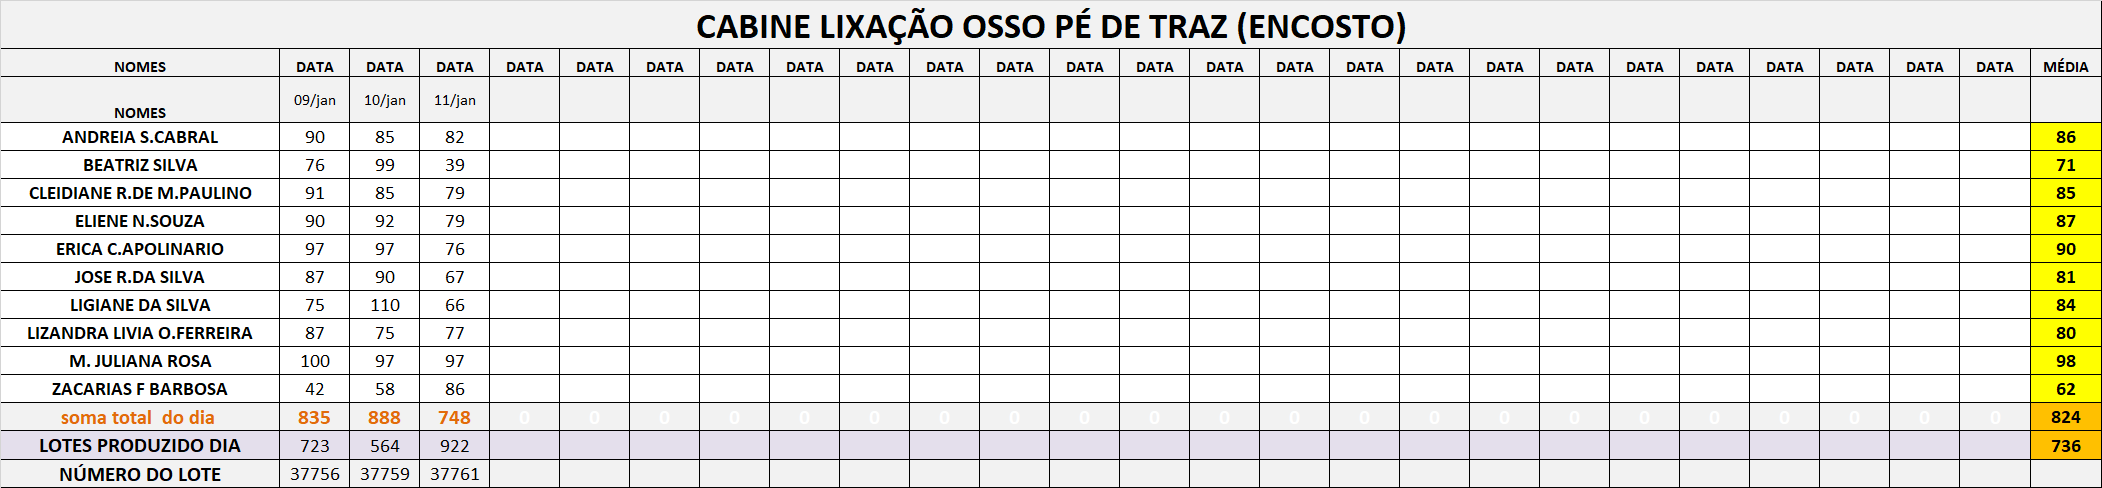 CABINE LIXAÇÃO OSSO PÉ DE TRAZ (ENCOSTO)
NOMES DATA DATA DATA DATA DATA DATA DATA DATA DATA DATA DATA DATA DATA DATA DATA DATA DATA DATA DATA DATA DATA DATA DATA DATA DATA MÉDIA
NOMES 09/jan 10/jan 11/jan
ANDREIA S.CABRAL 90 85 82 86
BEATRIZ SILVA 76 99 39 71
CLEIDIANE R.DE M.PAULINO 91 85 79 85
ELIENE N.SOUZA 90 92 79 87
ERICA C.APOLINARIO 97 97 76 90
JOSE R.DA SILVA 87 90 67 81
LIGIANE DA SILVA 75 110 66 84
LIZANDRA LIVIA O.FERREIRA 87 75 77 80
M. JULIANA ROSA 100 97 97 98
ZACARIAS F BARBOSA 42 58 86 62
soma total do dia 835 888 748 0 0 0 0 0 0 0 0 0 0 0 0 0 0 0 0 0 0 0 0 0 0 824
LOTES PRODUZIDO DIA 723 564 922 736
NÚMERO DO LOTE 37756 37759 37761